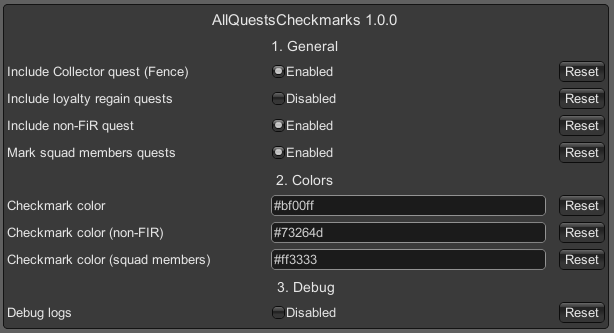 AllQuestsCheckmarks 1.0.0
1. General
Include Collector quest (Fence) Enabled Reset
Include loyalty regain quests Disabled Reset
Include non-FiR quest Enabled Reset
Mark squad members quests Enabled Reset
2. Colors
Checkmark color #bf00ff Reset
Checkmark color (non-FIR) #73264d Reset
Checkmark color (squad members) #ff3333 Reset
3. Debug
Debug logs Disabled Reset